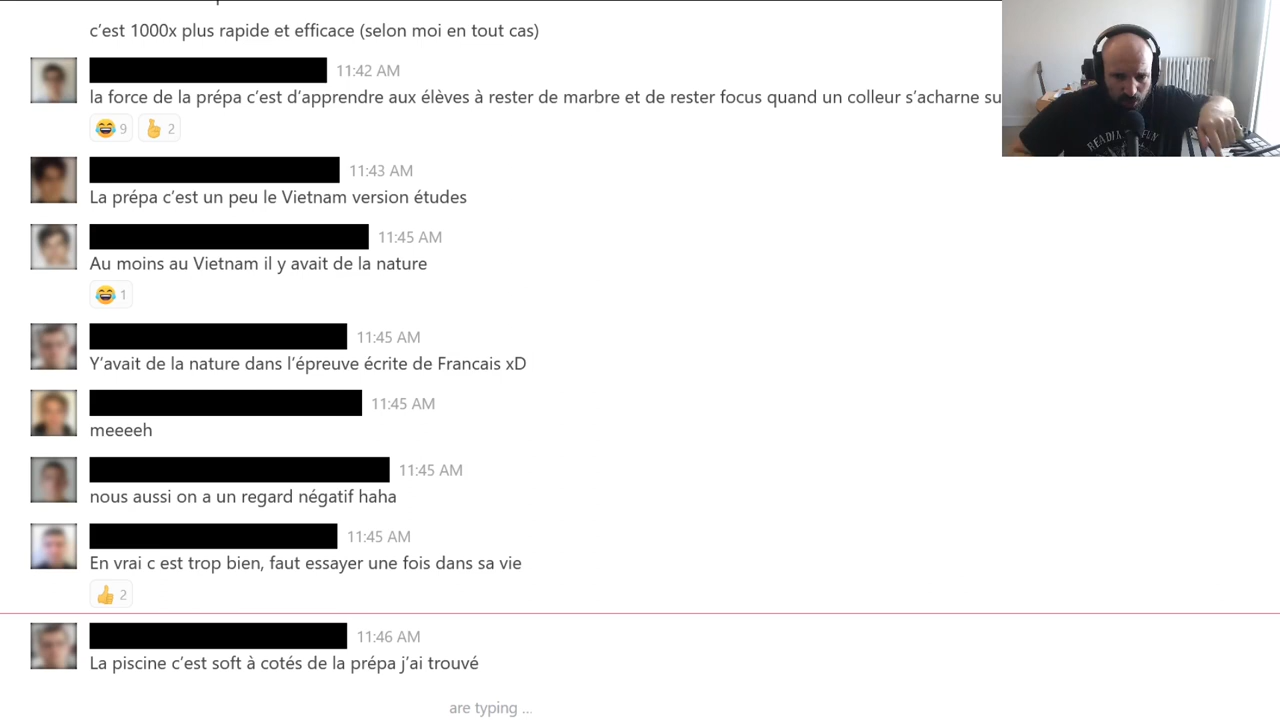 c'est 1000x plus rapide et efficace (selon moi en tout cas)
11:42 AM
la force de la prépa c'est d'apprendre aux élèves à rester de marbre et de rester focus quand un colleur s'acharne su
9 2
11:43 AM
La prépa c'est un peu le Vietnam version études
11:45 AM
Au moins au Vietnam il y avait de la nature
1
11:45 AM
Y'avait de la nature dans l'épreuve écrite de Francais xD
11:45 AM
meeeeh
11:45 AM
nous aussi on a un regard négatif haha
11:45 AM
En vrai c est trop bien, faut essayer une fois dans sa vie
2
11:46 AM
La piscine c'est soft à cotés de la prépa j'ai trouvé
are typing ...